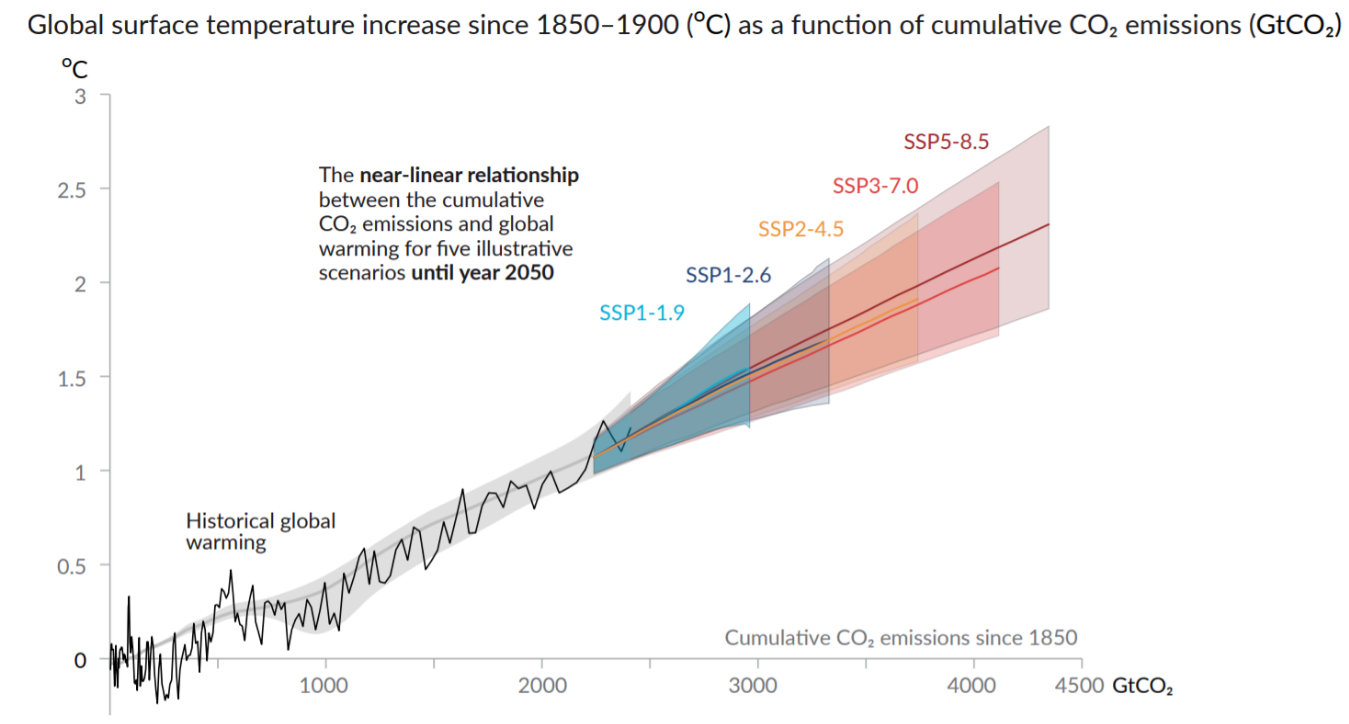 Global surface temperature increase since 1850–1900 (°C) as a function of cumulative CO₂ emissions (GtCO₂)
°C
3
SSP5-8.5
The near-linear relationship
between the cumulative
CO₂ emissions and global
warming for five illustrative
scenarios until year 2050
SSP3-7.0
2.5
SSP2-4.5
SSP1-2.6
2
SSP1-1.9
1.5
1
Historical global
warming
0.5
Cumulative CO₂ emissions since 1850
0
1000
2000
3000
4000
4500 GtCO₂